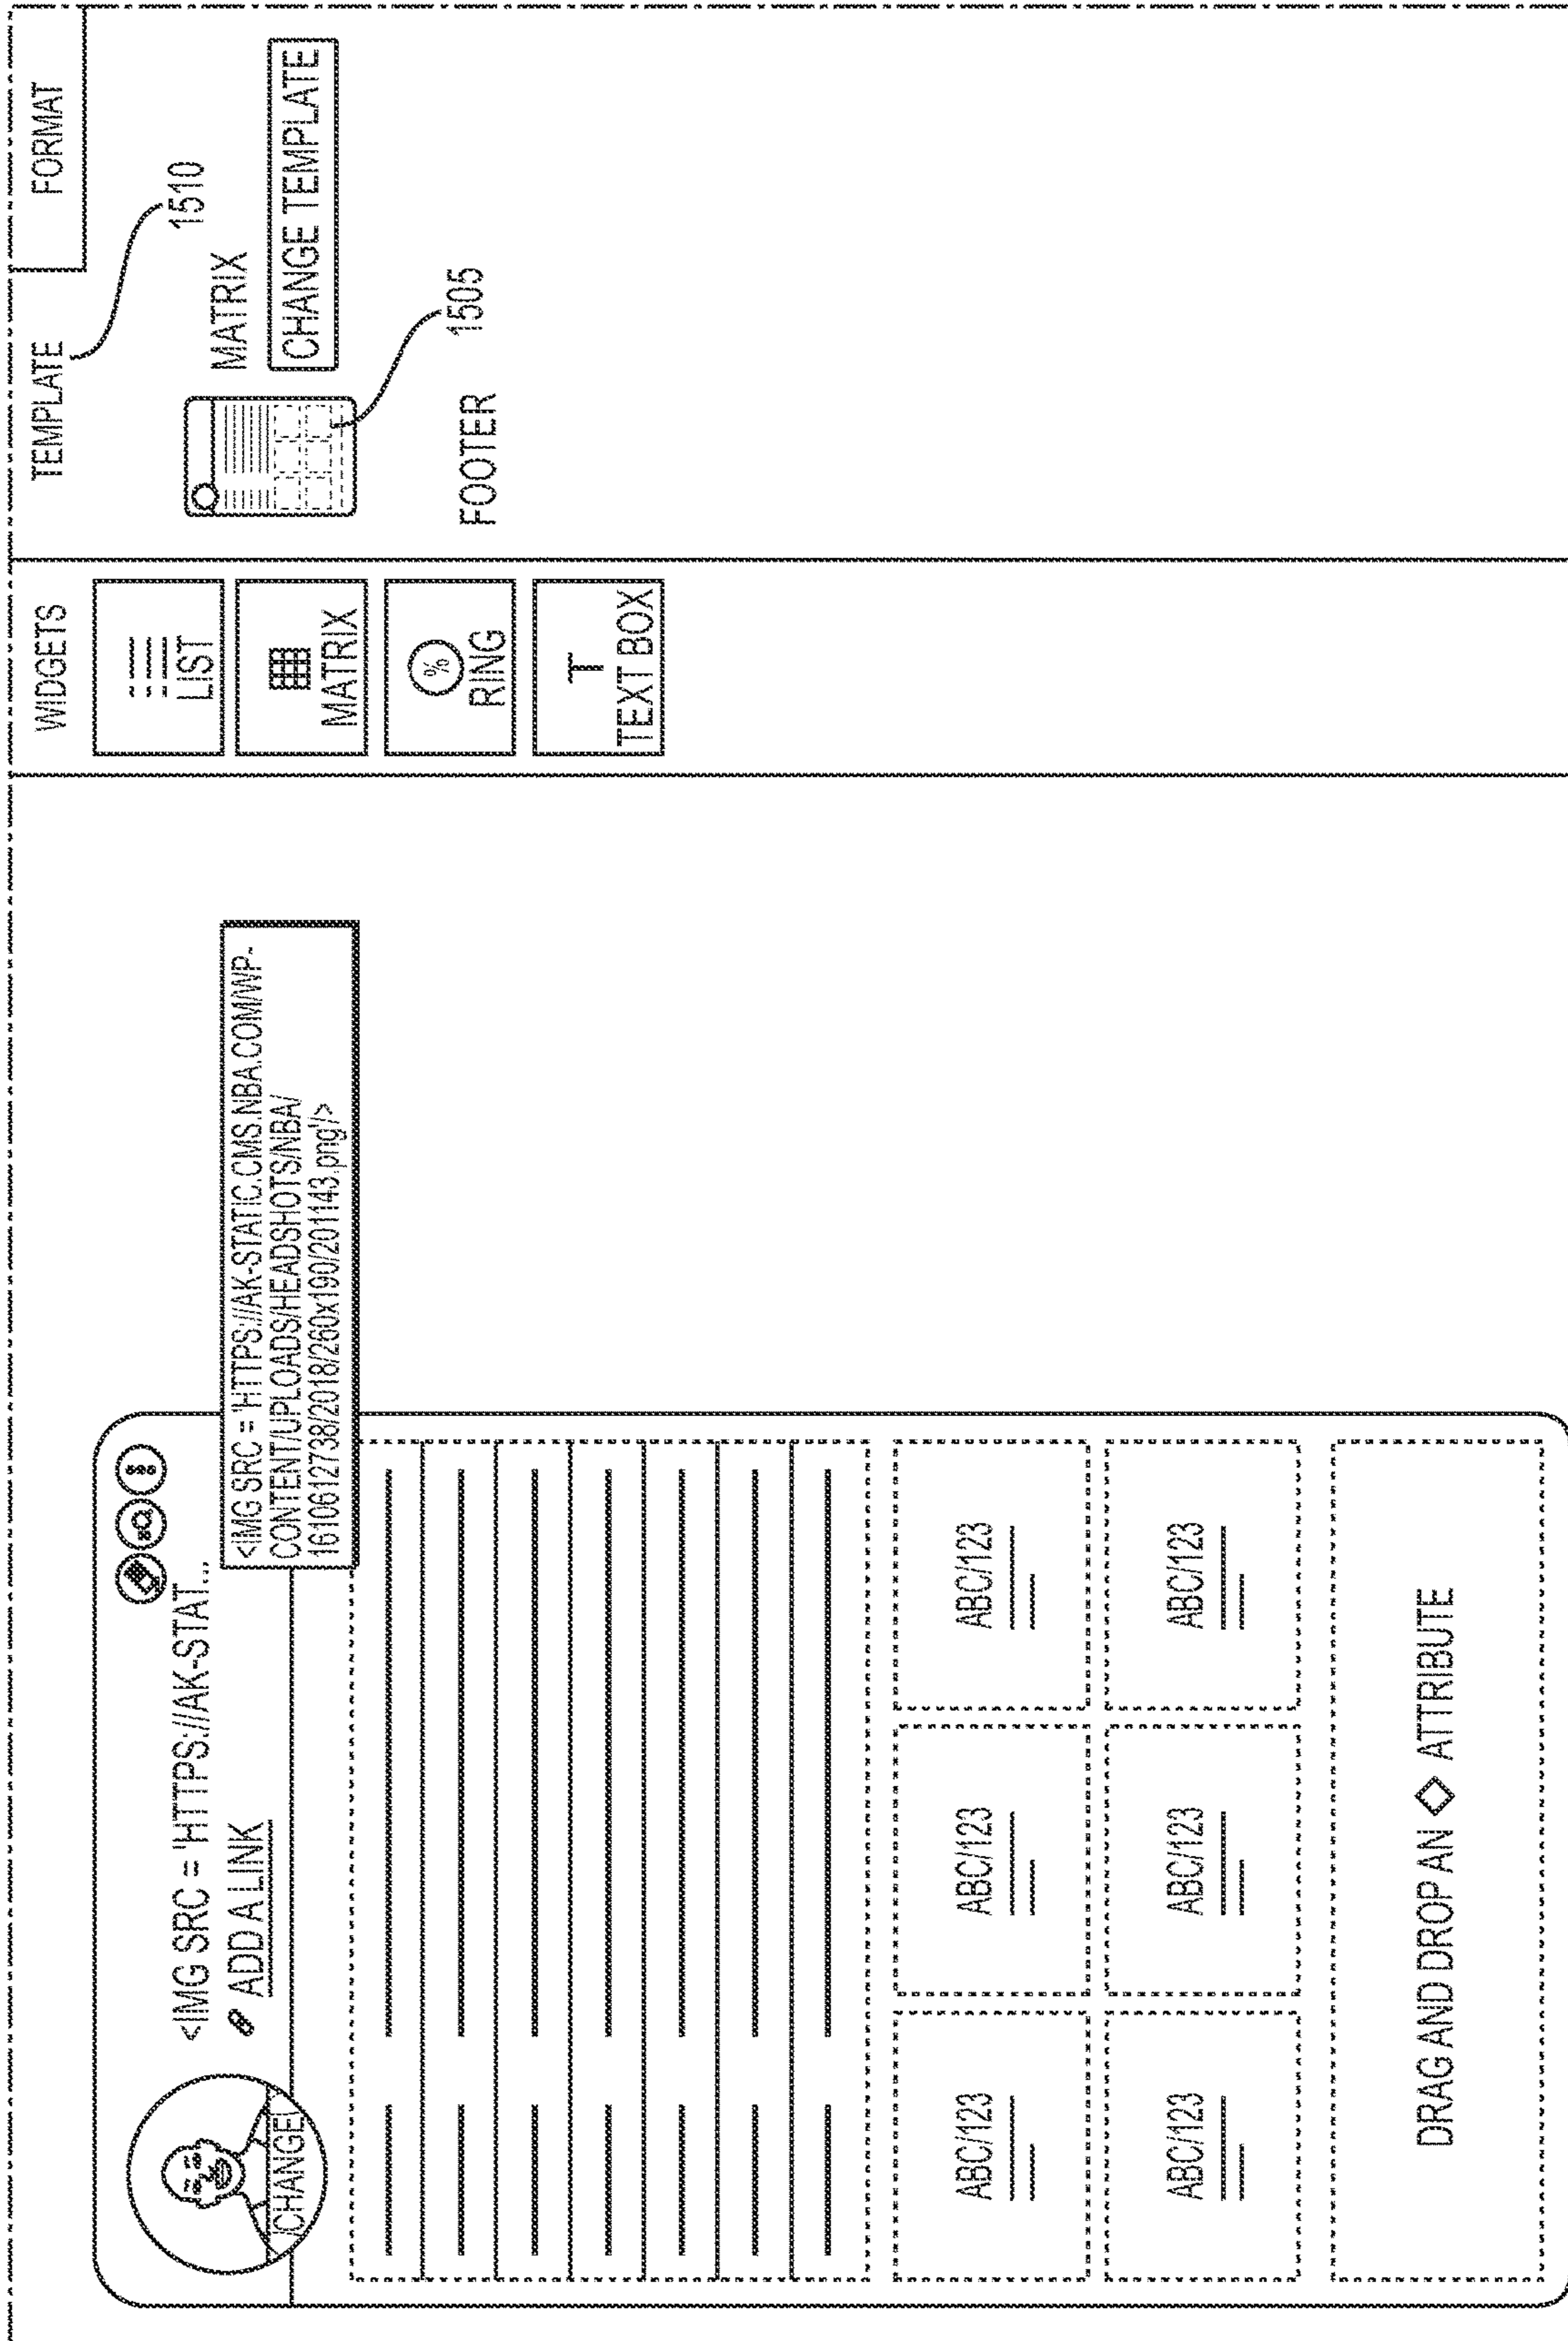 <IMG SRC = 'HTTPS://AK-STAT...
ADD A LINK
CHANGE
<IMG SRC = 'HTTPS://AK-STATIC.CMS.NBA.COM/WP-
CONTENT/UPLOADS/HEADSHOTS/NBA/
1610612738/2018/260x190/201143.png'/>
ABC/123
ABC/123
ABC/123
ABC/123
ABC/123
ABC/123
DRAG AND DROP AN ATTRIBUTE
WIDGETS
LIST
MATRIX
%
RING
T
TEXT BOX
TEMPLATE
FORMAT
1510
MATRIX
CHANGE TEMPLATE
1505
FOOTER